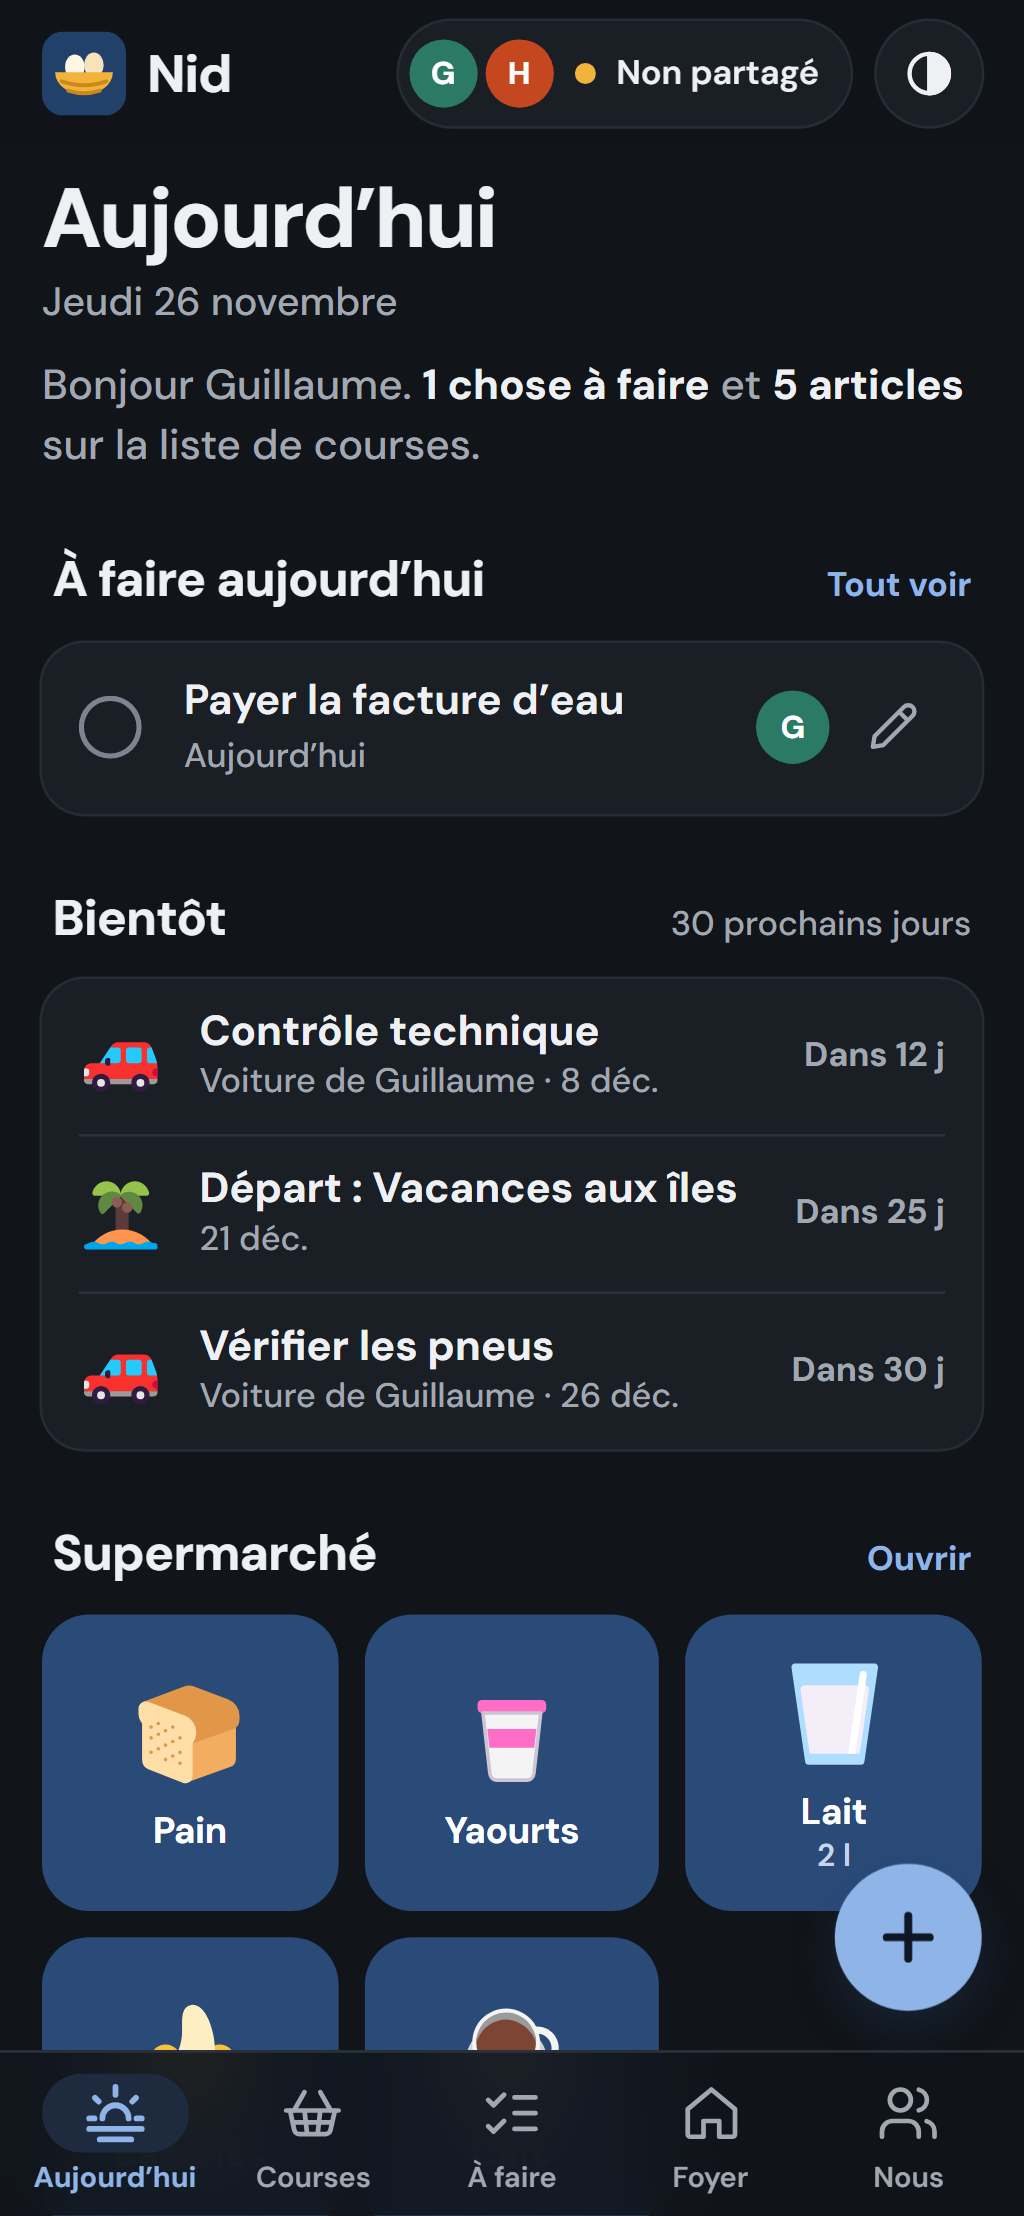 Nid
G H Non partagé
Aujourd’hui
Jeudi 26 novembre
Bonjour Guillaume. 1 chose à faire et 5 articles
sur la liste de courses.
À faire aujourd’hui
Tout voir
Payer la facture d’eau
Aujourd’hui
G
Bientôt
30 prochains jours
Contrôle technique
Voiture de Guillaume · 8 déc.
Dans 12 j
Départ : Vacances aux îles
21 déc.
Dans 25 j
Vérifier les pneus
Voiture de Guillaume · 26 déc.
Dans 30 j
Supermarché
Ouvrir
Pain
Yaourts
Lait
2 l
Aujourd’hui
Courses
À faire
Foyer
Nous